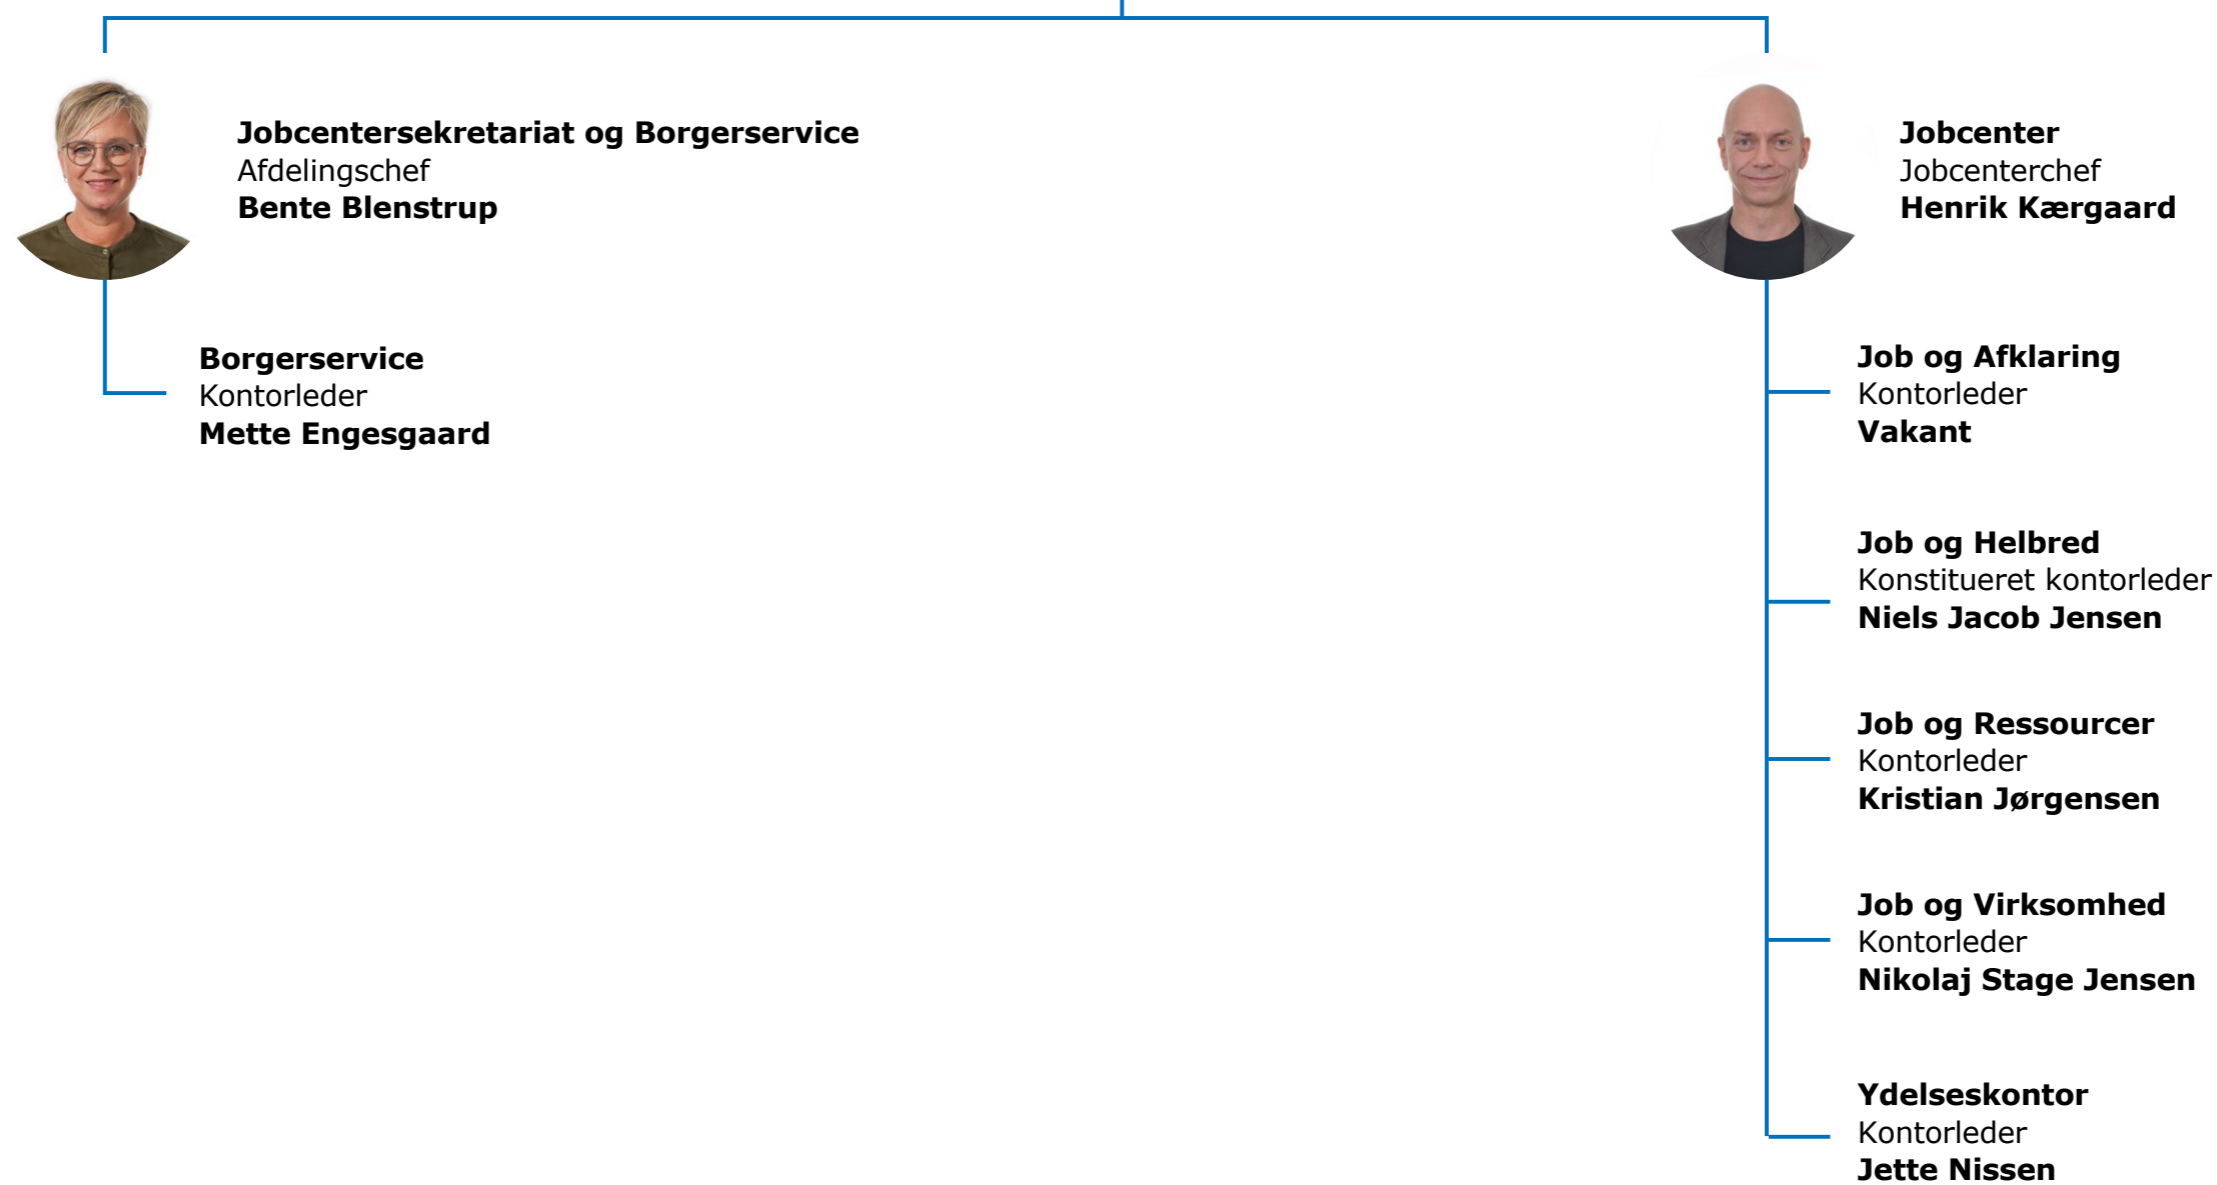 Jobcentersekretariat og Borgerservice
Afdelingschef
Bente Blenstrup
Borgerservice
Kontorleder
Mette Engesgaard
Jobcenter
Jobcenterchef
Henrik Kærgaard
Job og Afklaring
Kontorleder
Vakant
Job og Helbred
Konstitueret kontorleder
Niels Jacob Jensen
Job og Ressourcer
Kontorleder
Kristian Jørgensen
Job og Virksomhed
Kontorleder
Nikolaj Stage Jensen
Ydelseskontor
Kontorleder
Jette Nissen